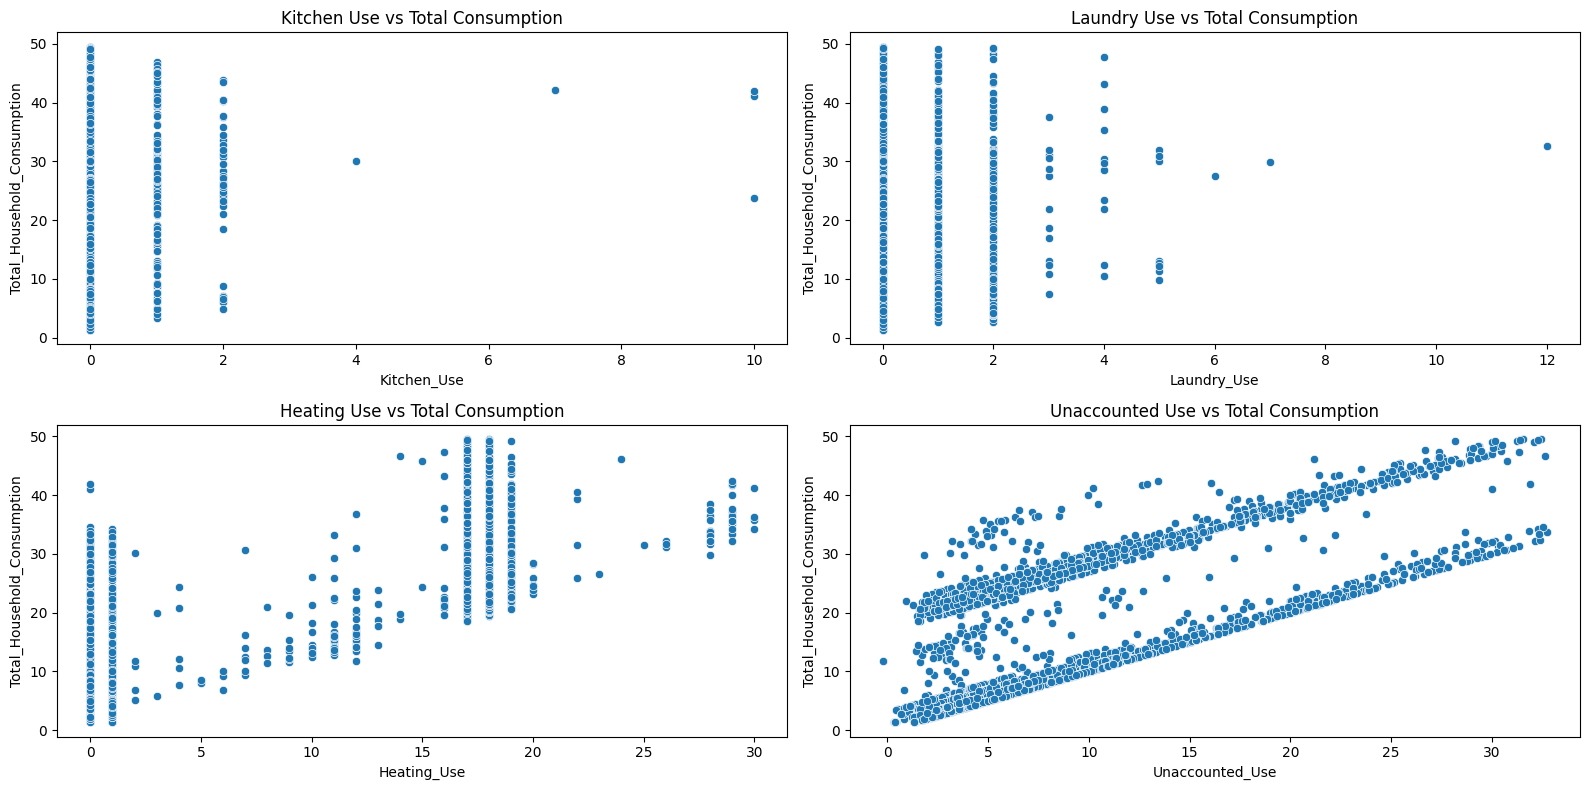 Kitchen Use vs Total Consumption
Total_Household_Consumption
50
40
30
20
10
0
0 2 4 6 8 10
Kitchen_Use
Laundry Use vs Total Consumption
Total_Household_Consumption
50
40
30
20
10
0
0 2 4 6 8 10 12
Laundry_Use
Heating Use vs Total Consumption
Total_Household_Consumption
50
40
30
20
10
0
0 5 10 15 20 25 30
Heating_Use
Unaccounted Use vs Total Consumption
Total_Household_Consumption
50
40
30
20
10
0
0 5 10 15 20 25 30
Unaccounted_Use